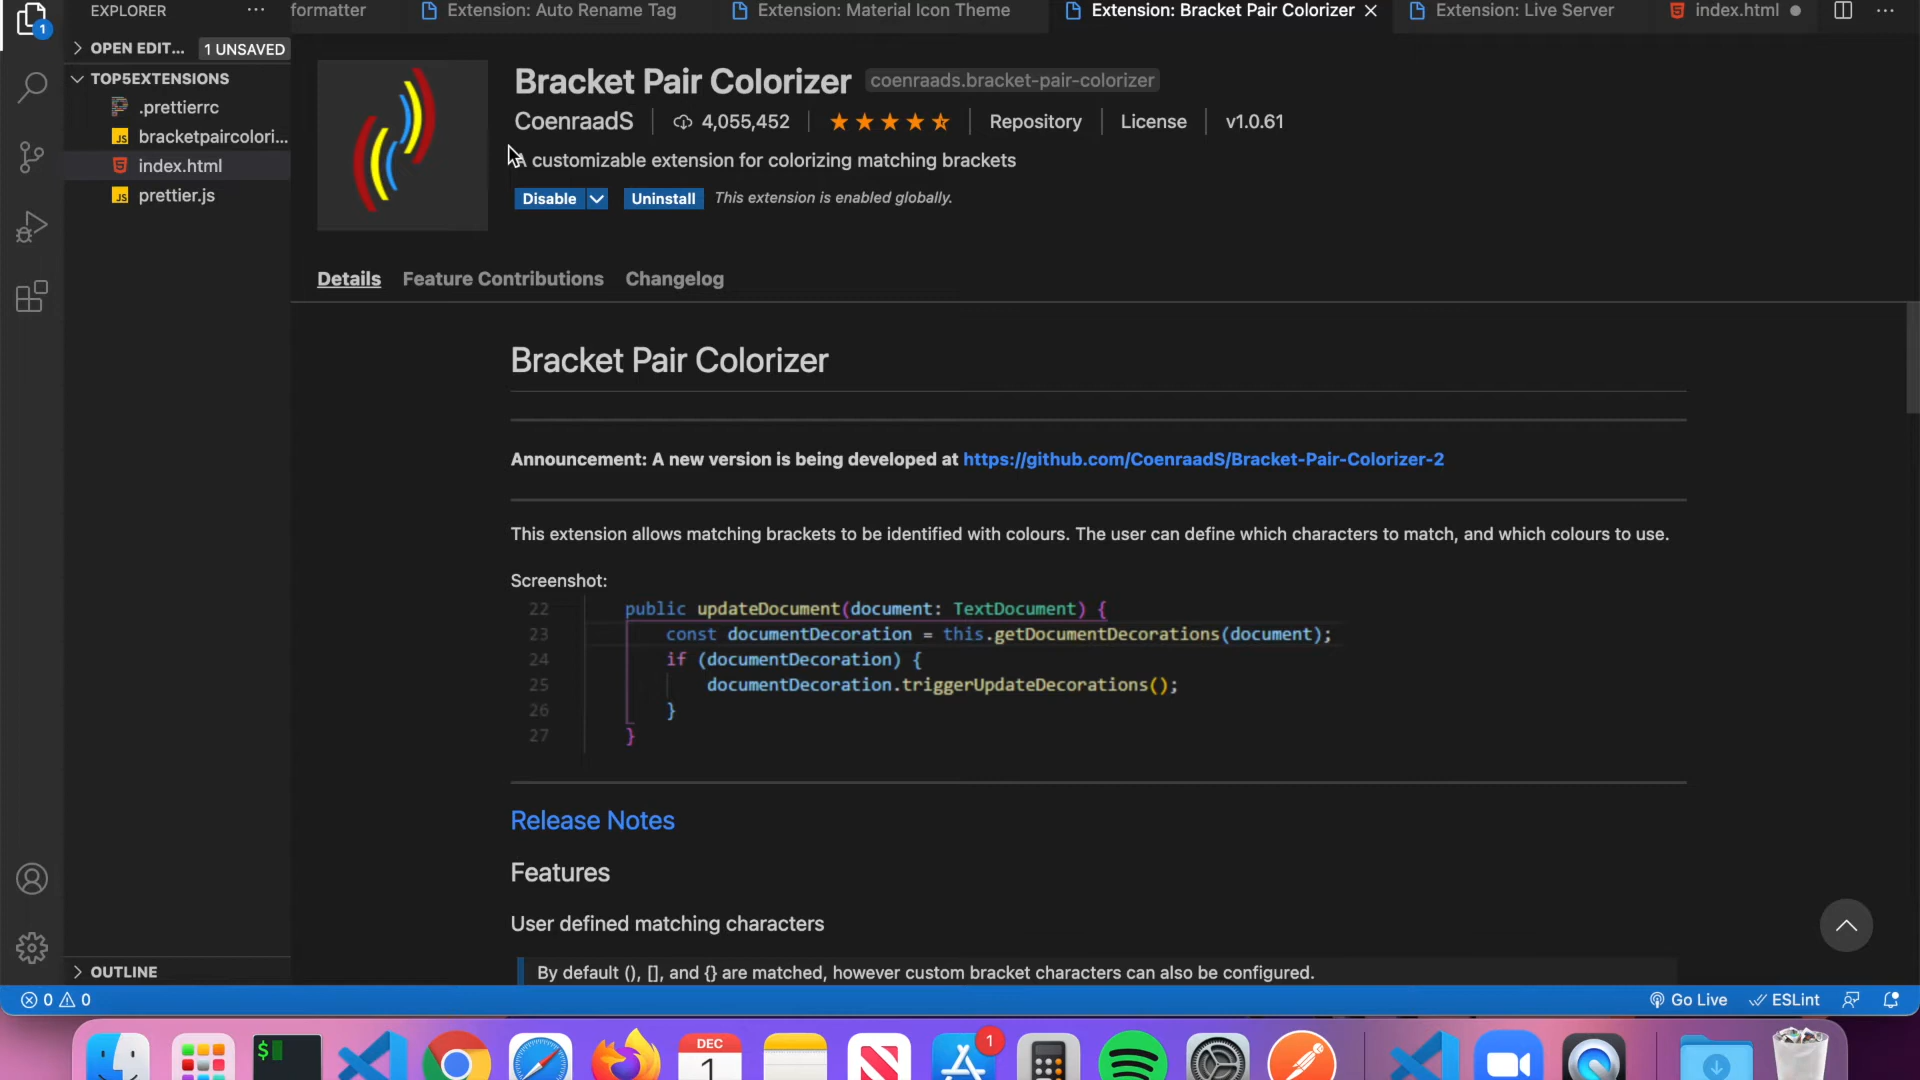 EXPLORER
formatter
Extension: Auto Rename Tag
Extension: Material Icon Theme
Extension: Bracket Pair Colorizer
Extension: Live Server
index.html
1
OPEN EDIT...
1 UNSAVED
TOP5EXTENSIONS
.prettierrc
bracketpaircolori...
index.html
prettier.js
Bracket Pair Colorizer
coenraads.bracket-pair-colorizer
CoenraadS
4,055,452
Repository
License
v1.0.61
A customizable extension for colorizing matching brackets
Disable
Uninstall
This extension is enabled globally.
Details
Feature Contributions
Changelog
Bracket Pair Colorizer
Announcement: A new version is being developed at https://github.com/CoenraadS/Bracket-Pair-Colorizer-2
This extension allows matching brackets to be identified with colours. The user can define which characters to match, and which colours to use.
Screenshot:
22 public updateDocument(document: TextDocument) {
23 const documentDecoration = this.getDocumentDecorations(document);
24 if (documentDecoration) {
25 documentDecoration.triggerUpdateDecorations();
26 }
27 }
Release Notes
Features
User defined matching characters
By default (), [], and {} are matched, however custom bracket characters can also be configured.
OUTLINE
0
0
Go Live
ESLint
$
DEC
1
1